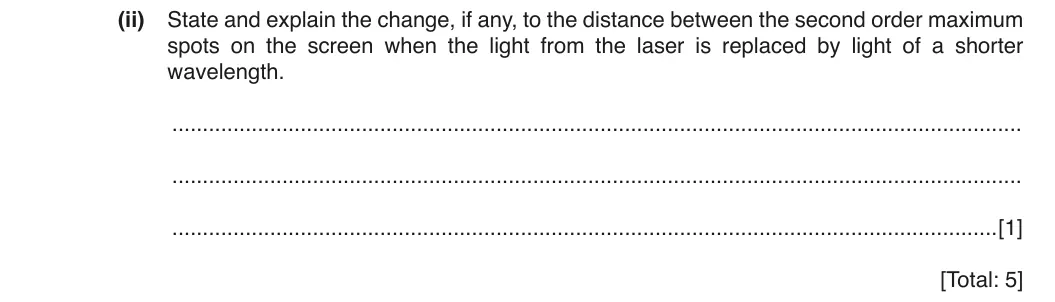 (ii) State and explain the change, if any, to the distance between the second order maximum
spots on the screen when the light from the laser is replaced by light of a shorter
wavelength.
..........................................................................................................................................
..........................................................................................................................................
......................................................................................................................................[1]
[Total: 5]